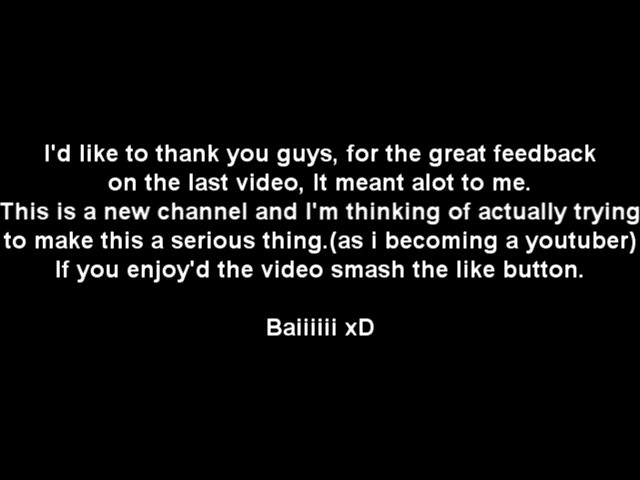 I'd like to thank you guys, for the great feedback
on the last video, It meant alot to me.
This is a new channel and I'm thinking of actually trying
to make this a serious thing.(as i becoming a youtuber)
If you enjoy'd the video smash the like button.
Baiiiiii xD